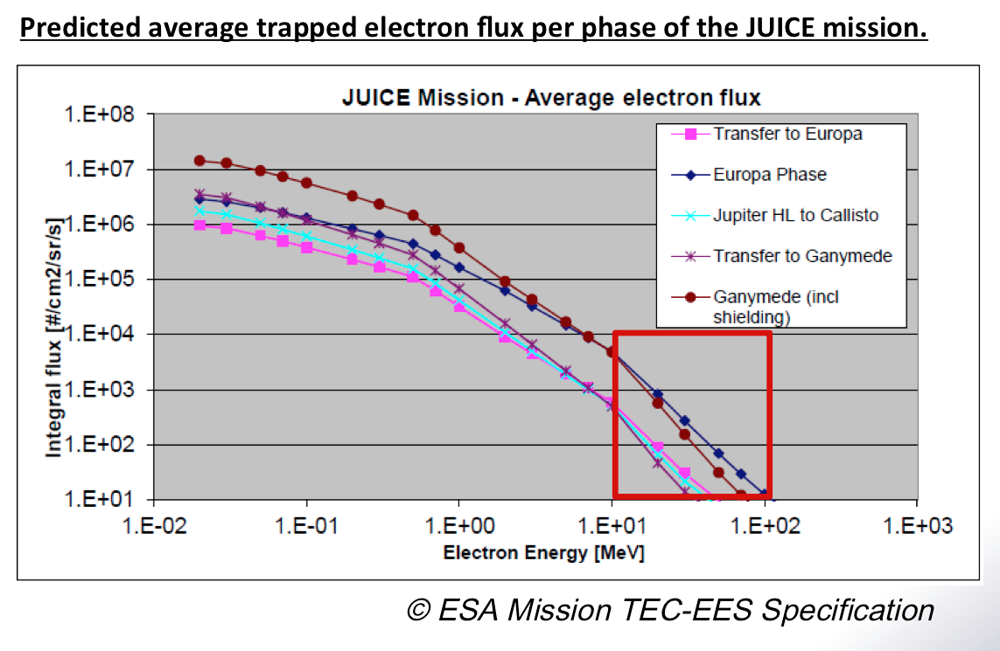 Predicted average trapped electron flux per phase of the JUICE mission.
JUICE Mission - Average electron flux
1.E+08
1.E+07
1.E+06
1.E+05
1.E+04
1.E+03
1.E+02
1.E+01
Integral flux [#/cm2/sr/s]
Transfer to Europa
Europa Phase
Jupiter HL to Callisto
Transfer to Ganymede
Ganymede (incl
shielding)
1.E-02
1.E-01
1.E+00
1.E+01
1.E+02
1.E+03
Electron Energy [MeV]
© ESA Mission TEC-EES Specification